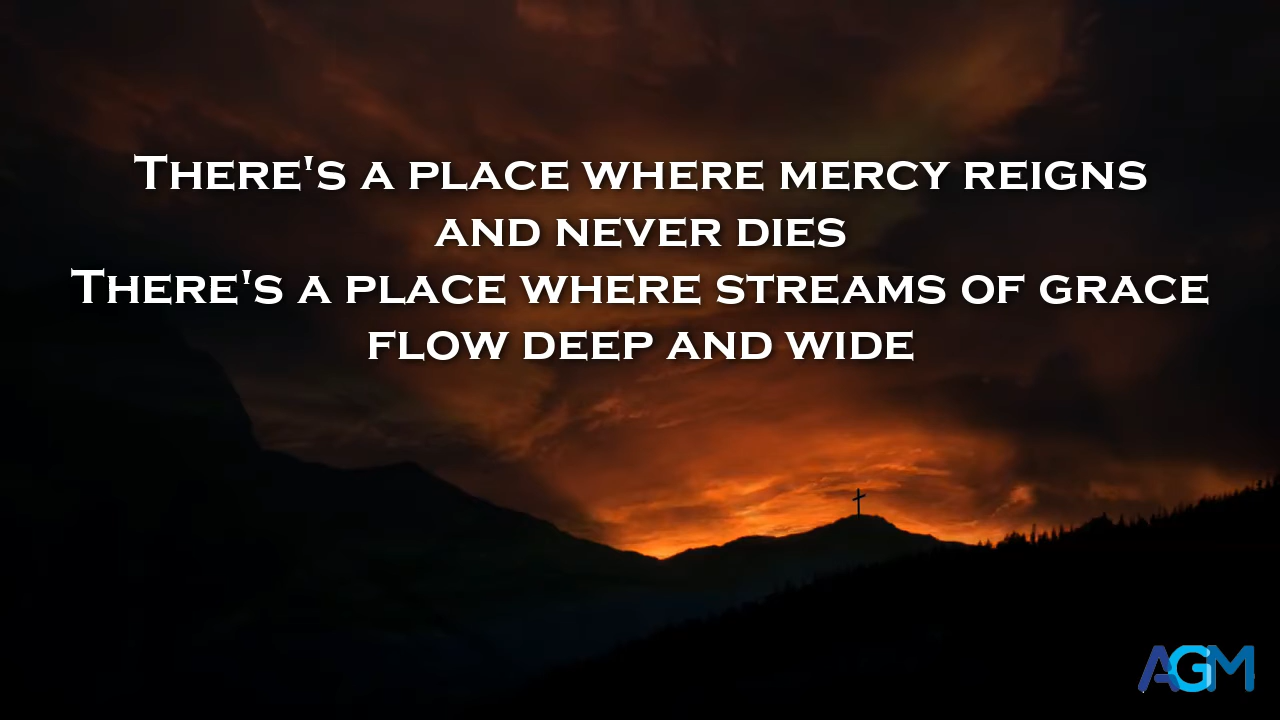 There's a place where mercy reigns
and never dies
There's a place where streams of grace
flow deep and wide
AGM